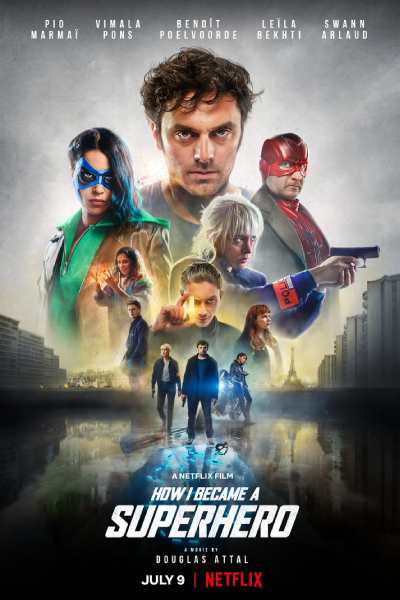 PIO VIMALA BENOÎT LEÏLA SWANN
MARMAÏ PONS POELVOORDE BEKHTI ARLAUD
POLI
A NETFLIX FILM
HOW I BECAME A
SUPERHERO
A MOVIE BY
DOUGLAS ATTAL
JULY 9 | NETFLIX